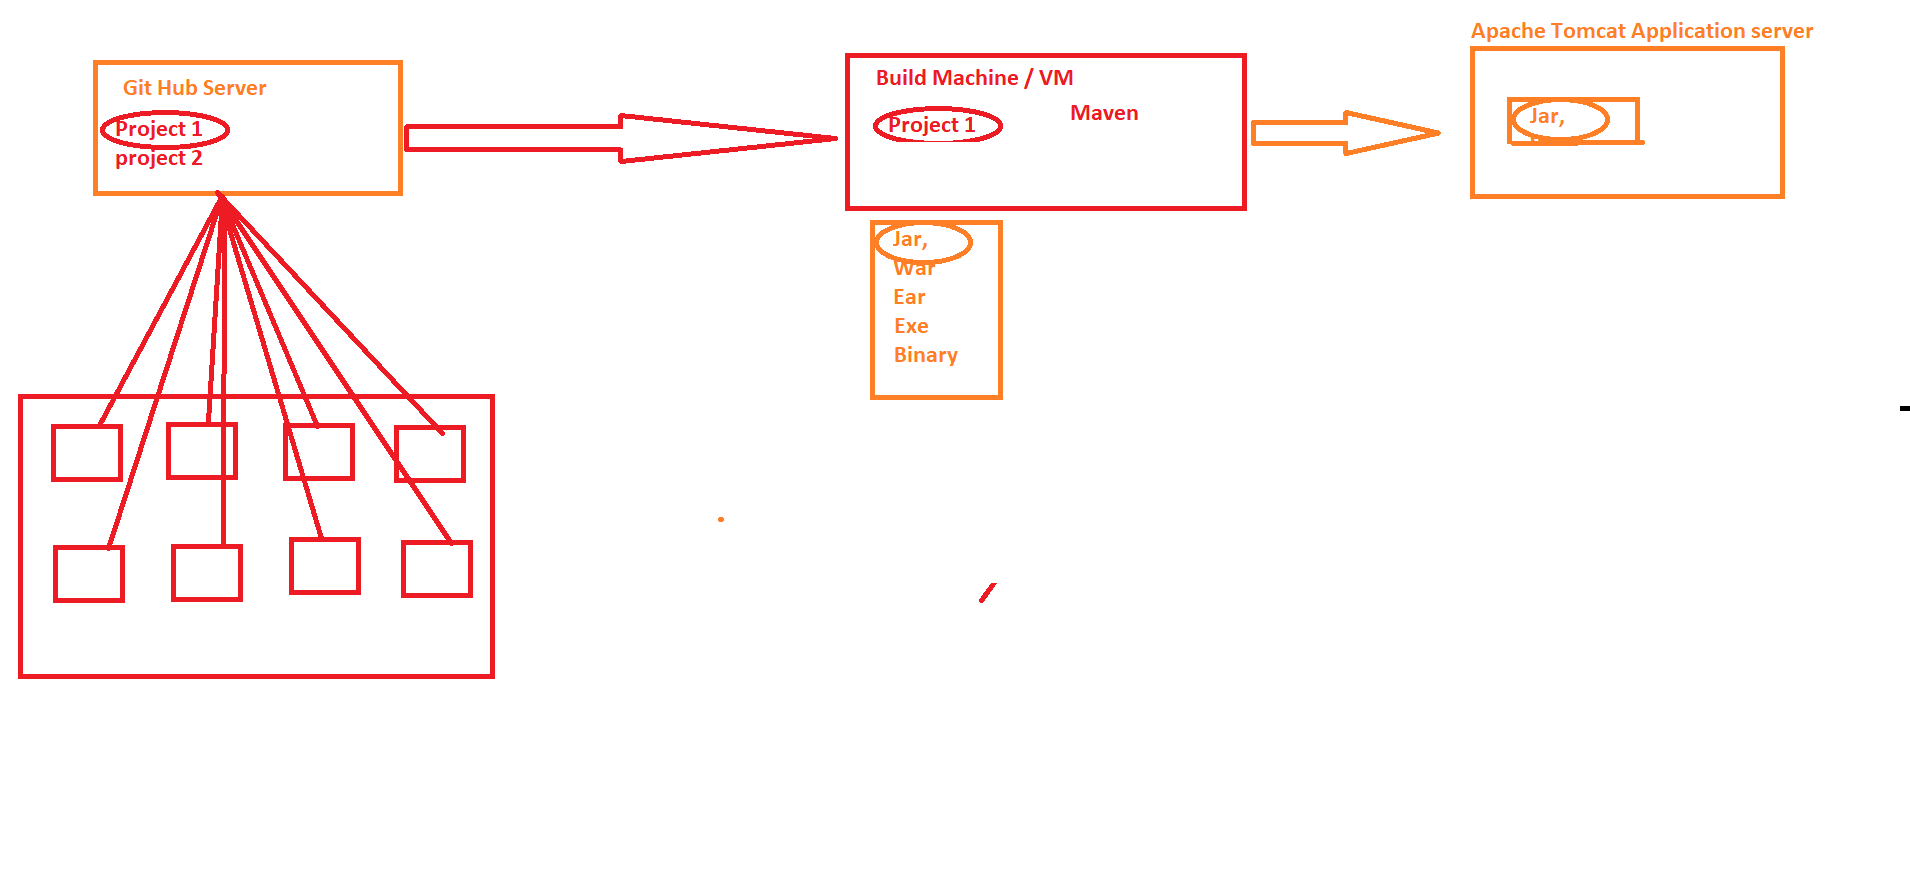 Apache Tomcat Application server
Git Hub Server
Project 1
project 2
Build Machine / VM
Maven
Project 1
Jar,
War
Ear
Exe
Binary
Jar,